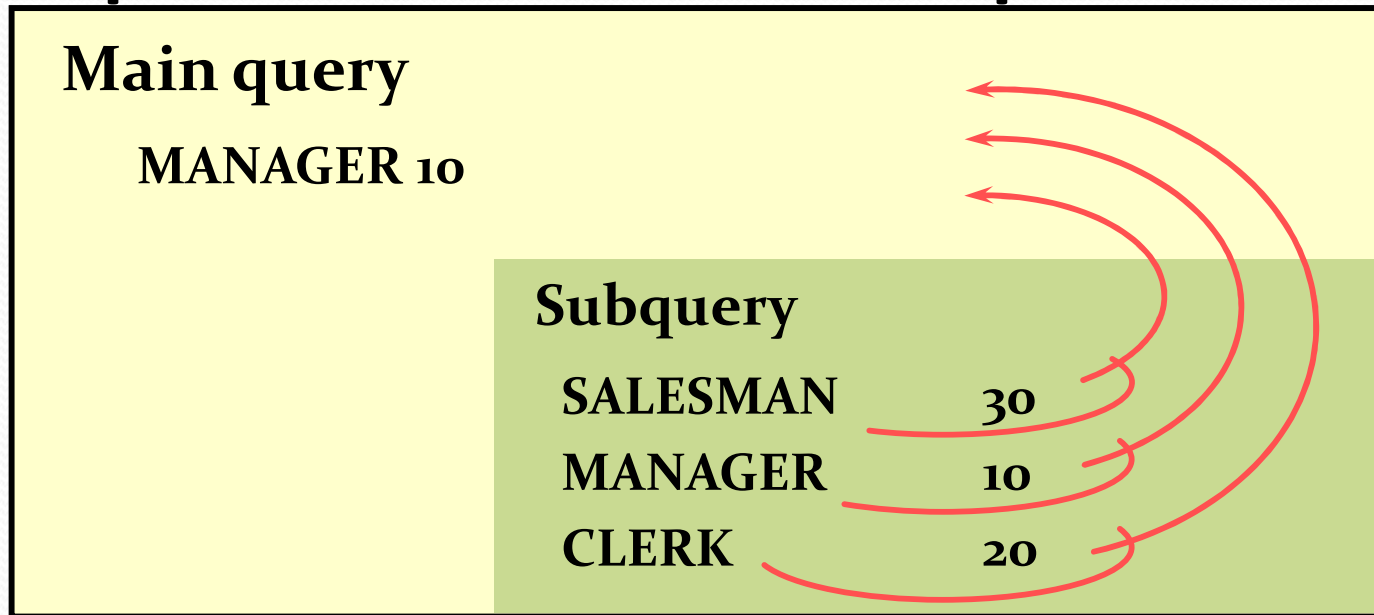 Main query
MANAGER 10
Subquery
SALESMAN 30
MANAGER 10
CLERK 20